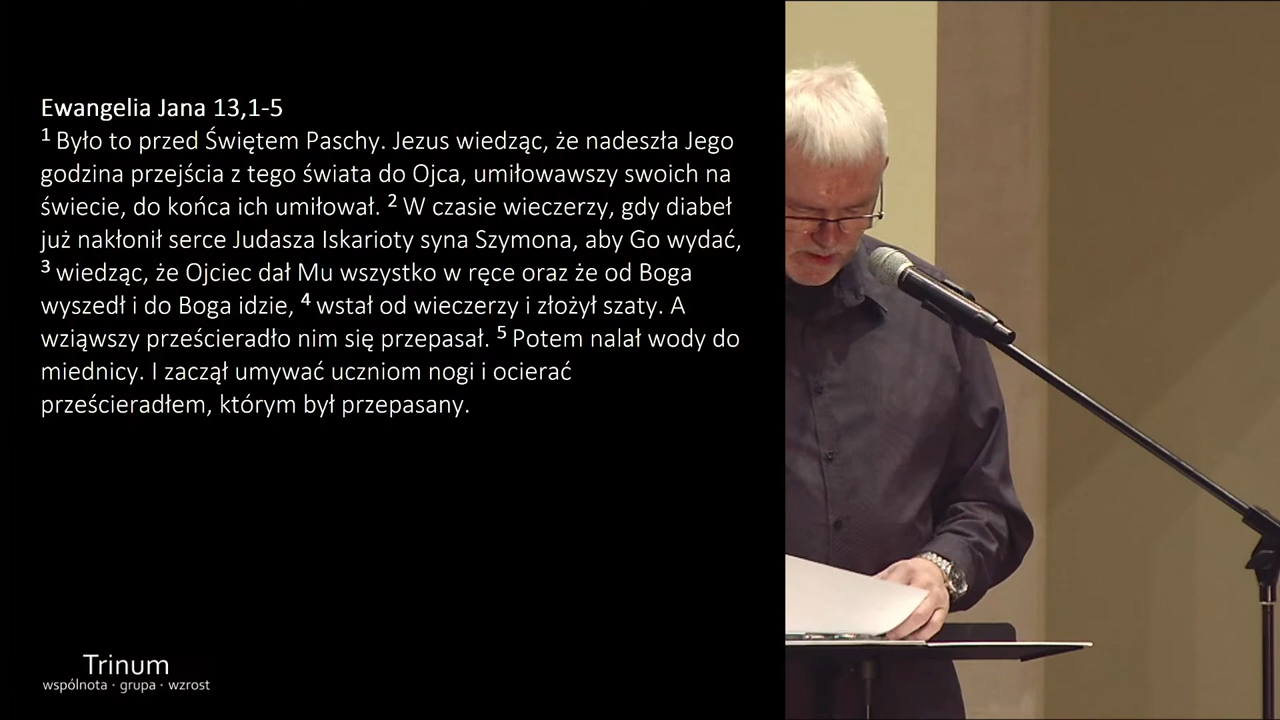 Ewangelia Jana 13,1-5
1 Było to przed Świętem Paschy. Jezus wiedząc, że nadeszła Jego
godzina przejścia z tego świata do Ojca, umiłowawszy swoich na
świecie, do końca ich umiłował. 2 W czasie wieczerzy, gdy diabeł
już nakłonił serce Judasza Iskarioty syna Szymona, aby Go wydać,
3 wiedząc, że Ojciec dał Mu wszystko w ręce oraz że od Boga
wyszedł i do Boga idzie, 4 wstał od wieczerzy i złożył szaty. A
wziąwszy prześcieradło nim się przepasał. 5 Potem nalał wody do
miednicy. I zaczął umywać uczniom nogi i ocierać
prześcieradłem, którym był przepasany.
Trinum
wspólnota · grupa · wzrost